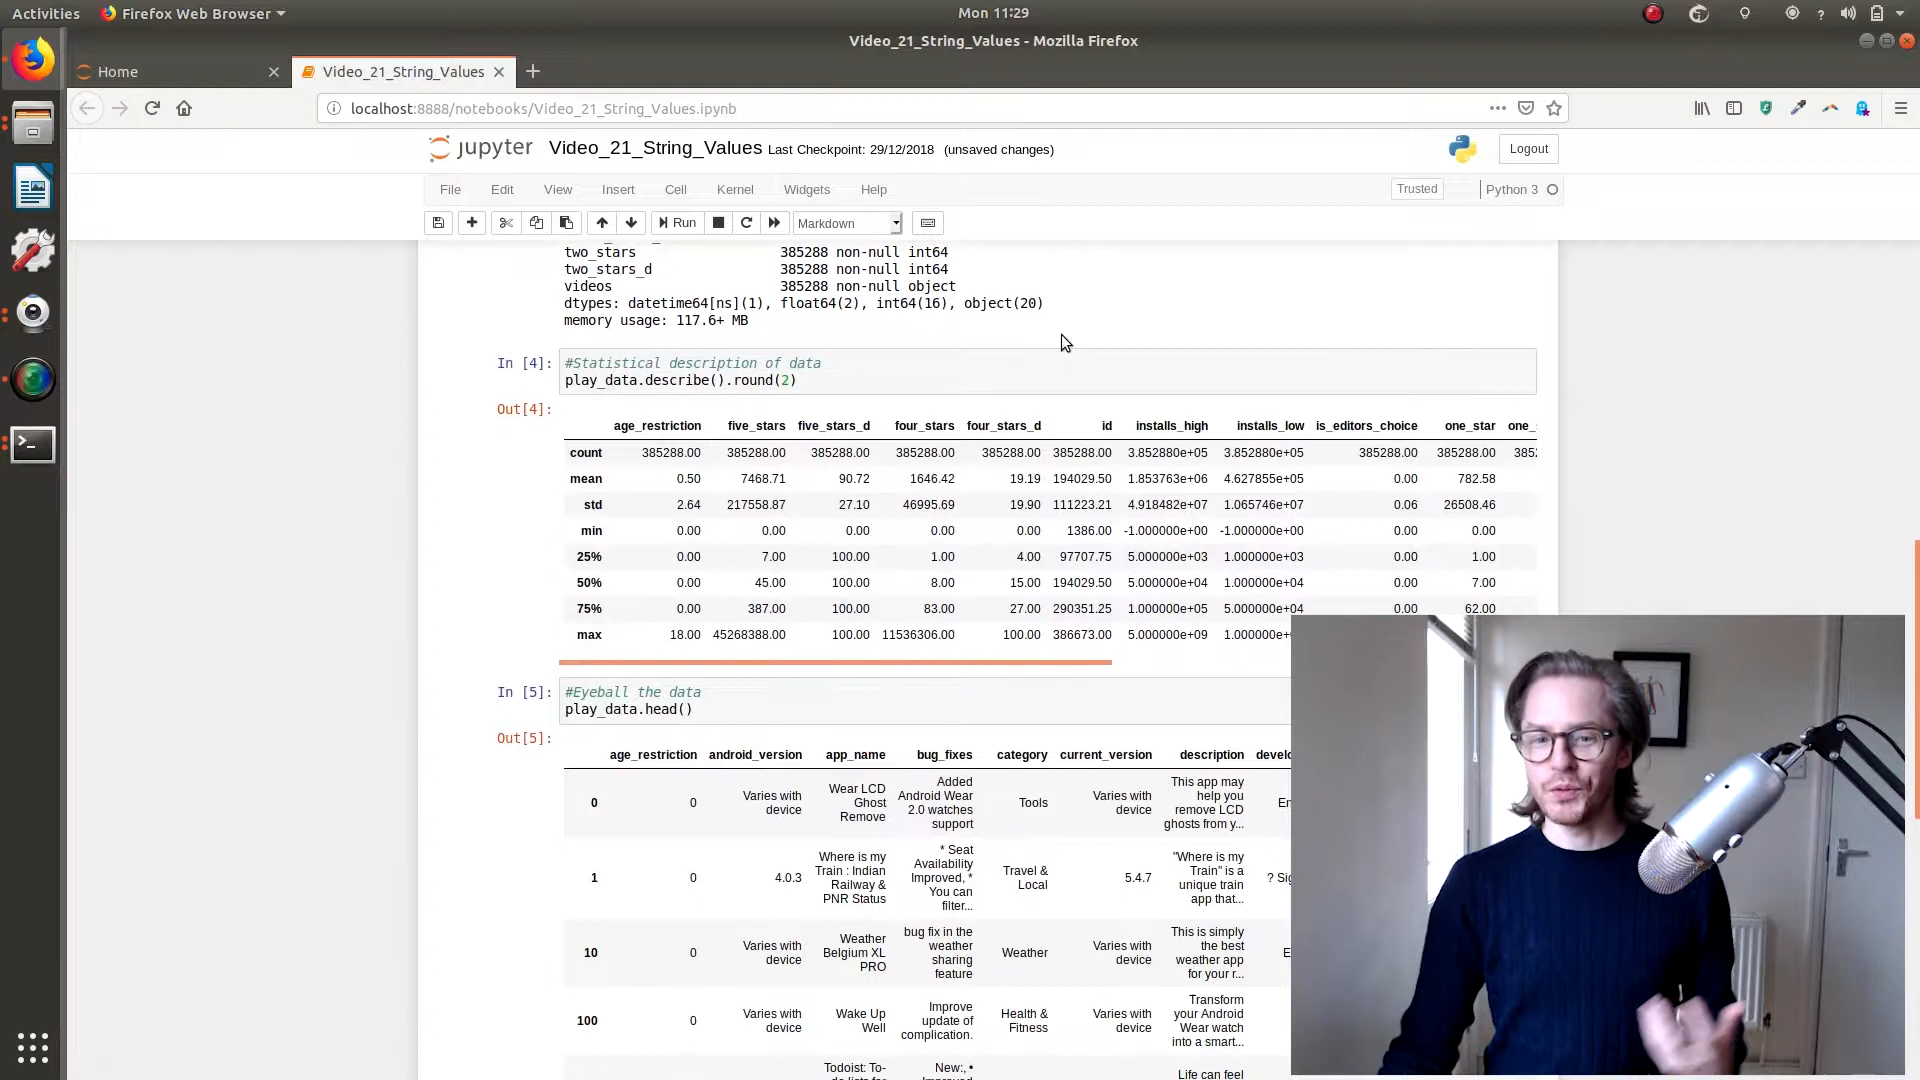 Activities Firefox Web Browser Mon 11:29
Video_21_String_Values - Mozilla Firefox
Home Video_21_String_Values
localhost:8888/notebooks/Video_21_String_Values.ipynb
jupyter Video_21_String_Values Last Checkpoint: 29/12/2018 (unsaved changes) Logout
File Edit View Insert Cell Kernel Widgets Help Trusted Python 3
Run Markdown
two_stars 385288 non-null int64
two_stars_d 385288 non-null int64
videos 385288 non-null object
dtypes: datetime64[ns](1), float64(2), int64(16), object(20)
memory usage: 117.6+ MB
In [4]: #Statistical description of data
play_data.describe().round(2)
Out[4]:
age_restriction five_stars five_stars_d four_stars four_stars_d id installs_high installs_low is_editors_choice one_star one_
count 385288.00 385288.00 385288.00 385288.00 385288.00 385288.00 3.852880e+05 3.852880e+05 385288.00 385288.00 385
mean 0.50 7468.71 90.72 1646.42 19.19 194029.50 1.853763e+06 4.627855e+05 0.00 782.58
std 2.64 217558.87 27.10 46995.69 19.90 111223.21 4.918482e+07 1.065746e+07 0.06 26508.46
min 0.00 0.00 0.00 0.00 0.00 1386.00 -1.000000e+00 -1.000000e+00 0.00 0.00
25% 0.00 7.00 100.00 1.00 4.00 97707.75 5.000000e+03 1.000000e+03 0.00 1.00
50% 0.00 45.00 100.00 8.00 15.00 194029.50 5.000000e+04 1.000000e+04 0.00 7.00
75% 0.00 387.00 100.00 83.00 27.00 290351.25 1.000000e+05 5.000000e+04 0.00 62.00
max 18.00 45268388.00 100.00 11536306.00 100.00 386673.00 5.000000e+09 1.000000e
In [5]: #Eyeball the data
play_data.head()
Out[5]:
age_restriction android_version app_name bug_fixes category current_version description develo
0 0 Varies with device Wear LCD Ghost Remove Added Android Wear 2.0 watches support Tools Varies with device This app may help you remove LCD ghosts from y... En
1 0 4.0.3 Where is my Train : Indian Railway & PNR Status * Seat Availability Improved, * You can filter... Travel & Local 5.4.7 "Where is my Train" is a unique train app that... ? Sig
10 0 Varies with device Weather Belgium XL PRO bug fix in the weather sharing feature Weather Varies with device This is simply the best weather app for your r... E
100 0 Varies with device Wake Up Well Improve update of complication. Health & Fitness Varies with device Transform your Android Wear watch into a smart...
Todoist: To- New:, • Life can feel